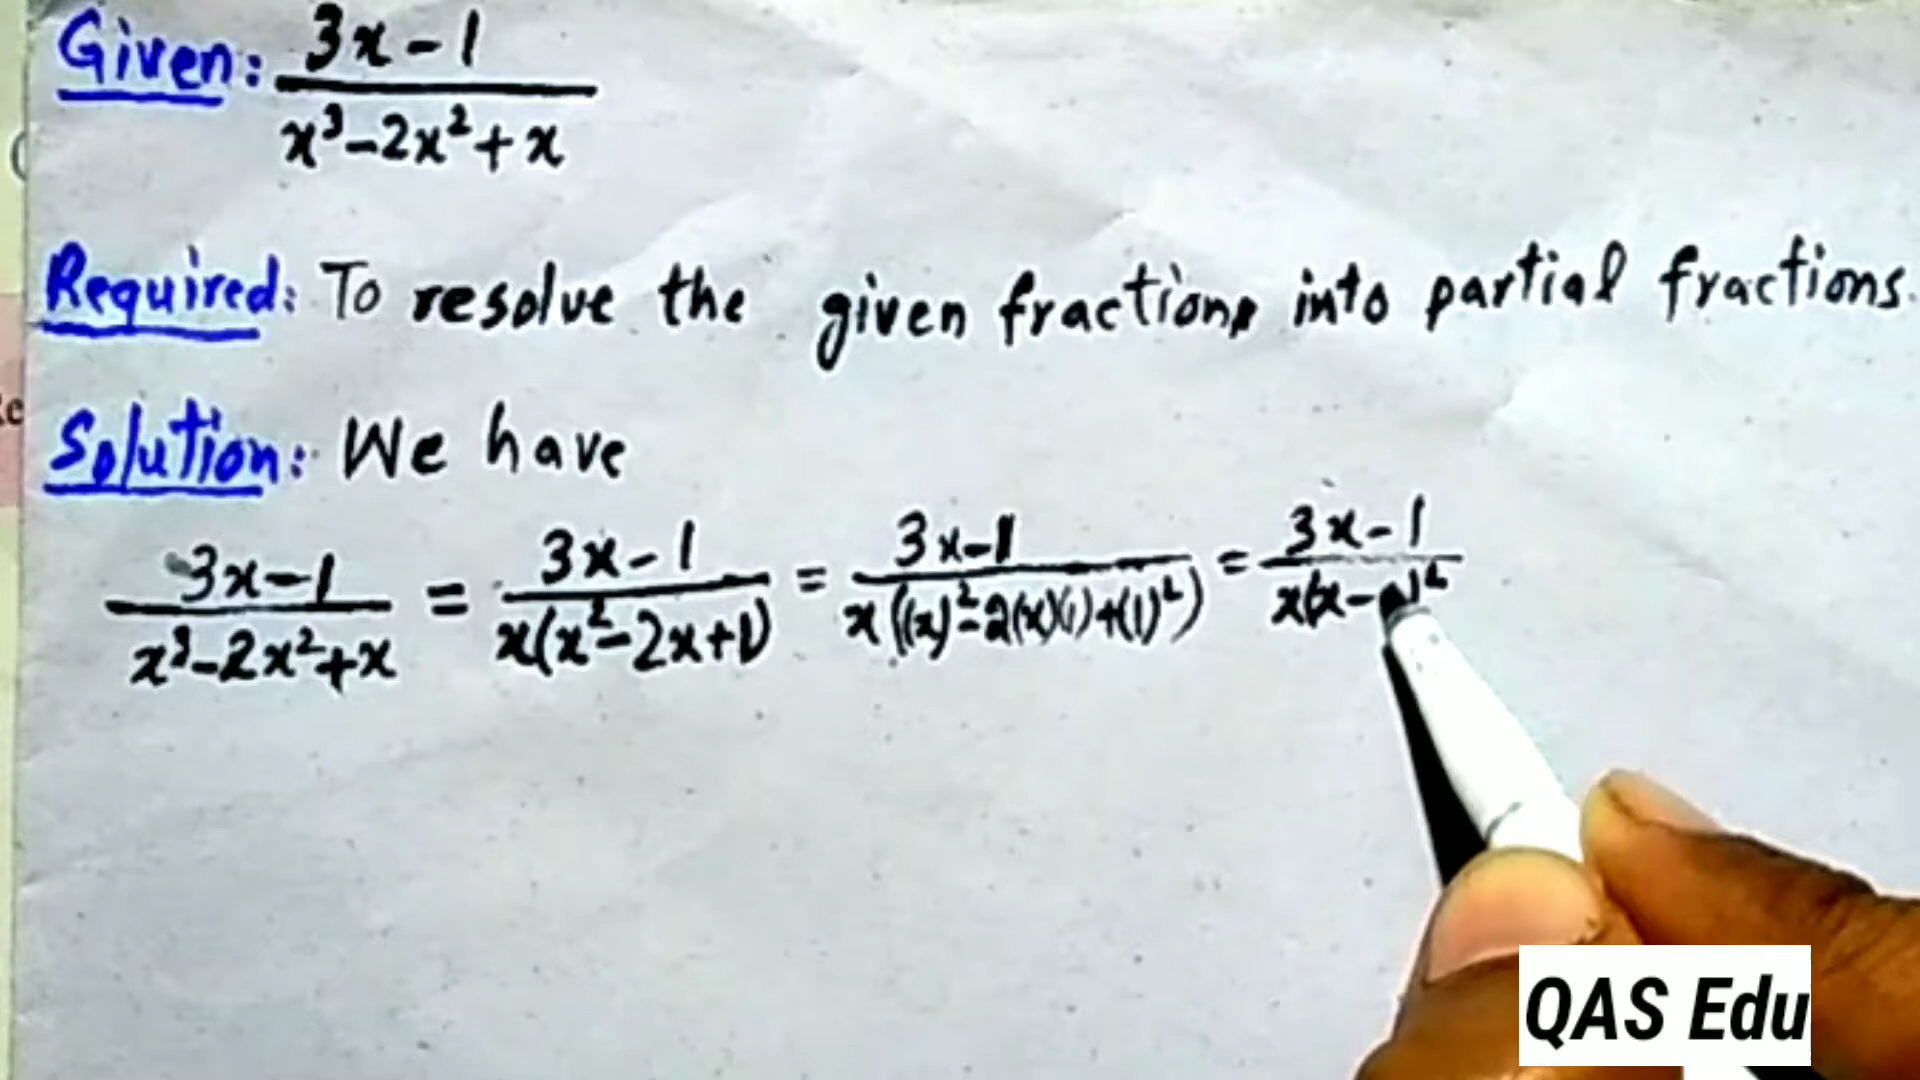 Given: 3x-1 / x³-2x²+x
Required: To resolve the given fractions into partial fractions.
Solution: We have
3x-1 / x³-2x²+x = 3x-1 / x(x²-2x+1) = 3x-1 / x((x)²-2(x)(1)+(1)²) = 3x-1 / x(x- )²
QAS Edu